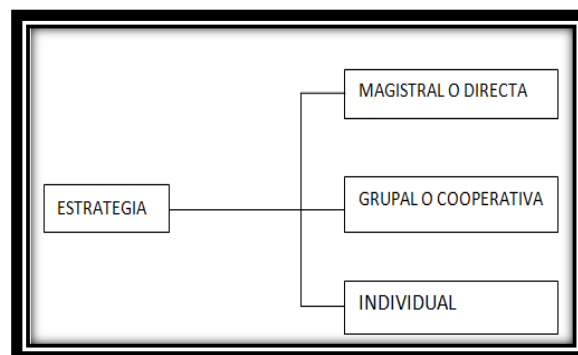 MAGISTRAL O DIRECTA
ESTRATEGIA
GRUPAL O COOPERATIVA
INDIVIDUAL